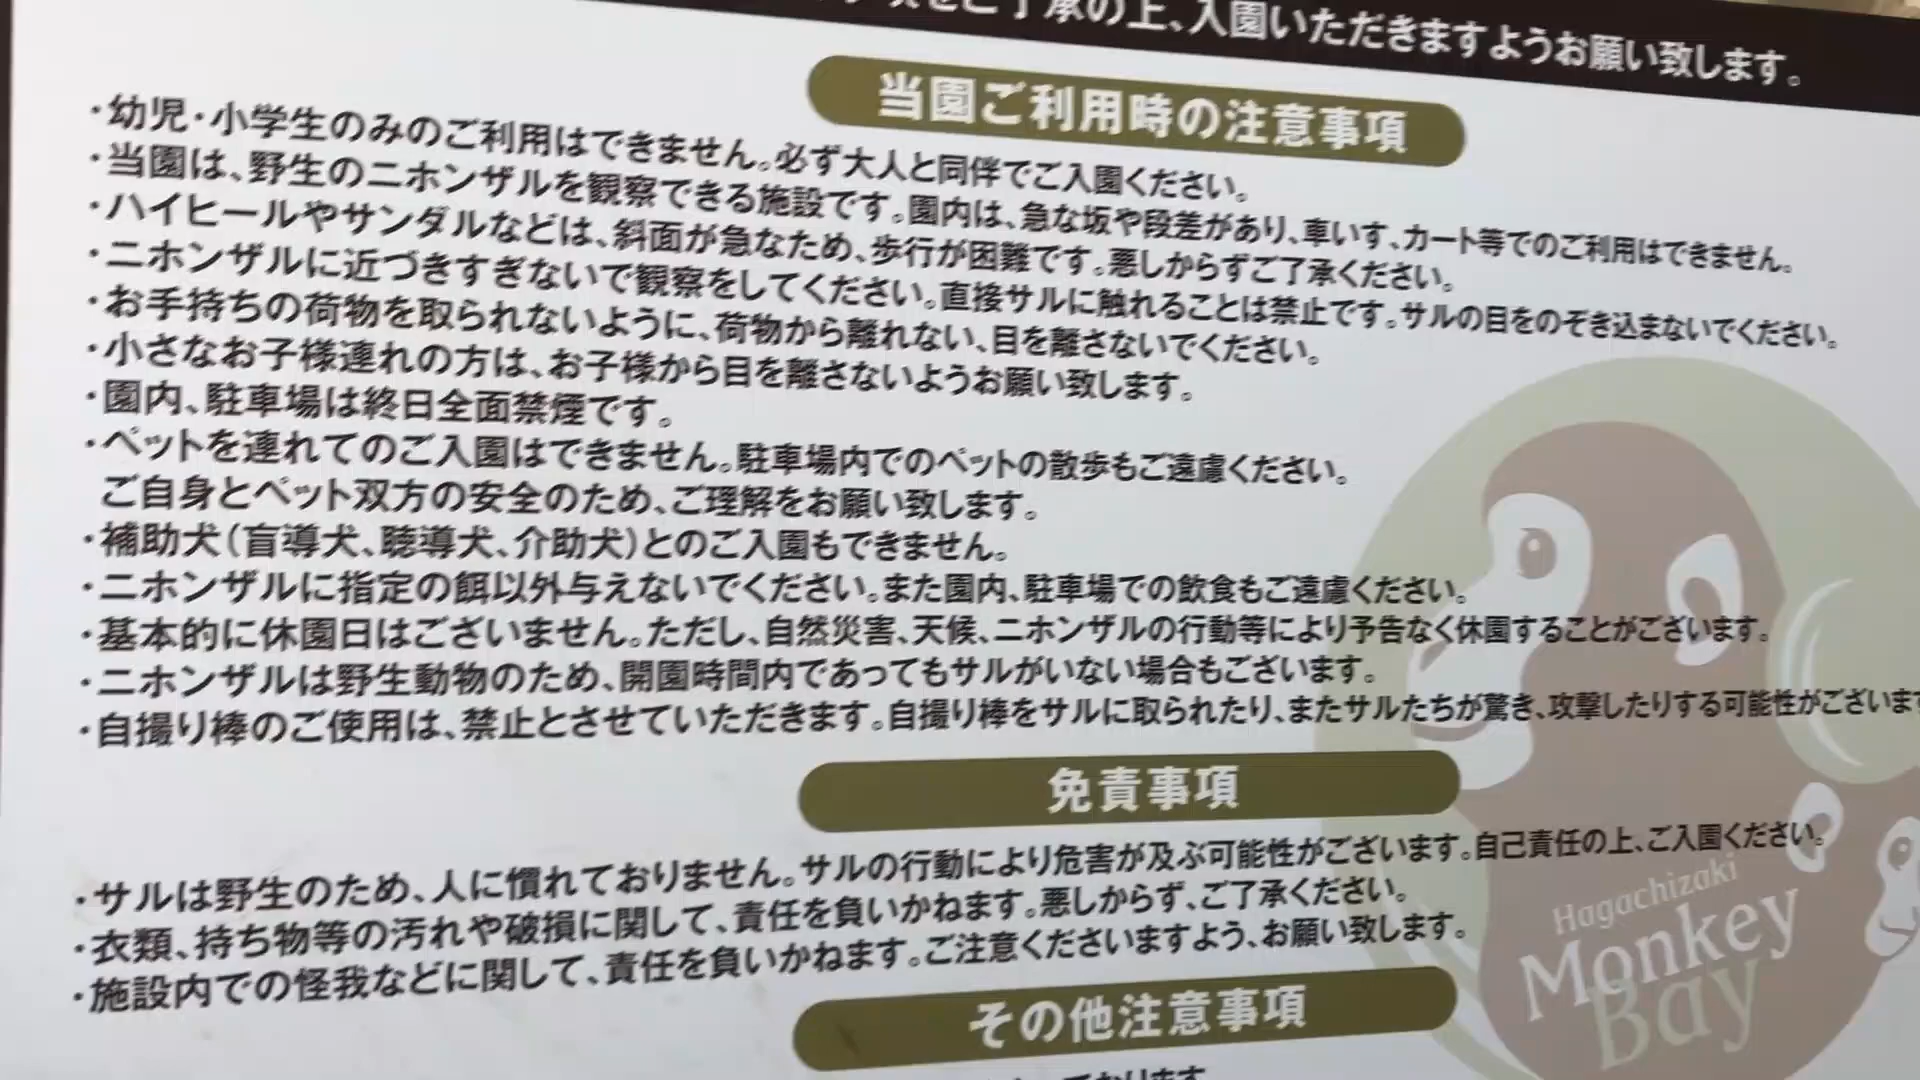 ご了承の上、入園いただきますようお願い致します。
当園ご利用時の注意事項
・幼児・小学生のみのご利用はできません。必ず大人と同伴でご入園ください。
・当園は、野生のニホンザルを観察できる施設です。園内は、急な坂や段差があり、車いす、カート等でのご利用はできません。
・ハイヒールやサンダルなどは、斜面が急なため、歩行が困難です。悪しからずご了承ください。
・ニホンザルに近づきすぎないで観察をしてください。直接サルに触れることは禁止です。サルの目をのぞき込まないでください。
・お手持ちの荷物を取られないように、荷物から離れない、目を離さないでください。
・小さなお子様連れの方は、お子様から目を離さないようお願い致します。
・園内、駐車場は終日全面禁煙です。
・ペットを連れてのご入園はできません。駐車場内でのペットの散歩もご遠慮ください。
ご自身とペット双方の安全のため、ご理解をお願い致します。
・補助犬（盲導犬、聴導犬、介助犬）とのご入園もできません。
・ニホンザルに指定の餌以外与えないでください。また園内、駐車場での飲食もご遠慮ください。
・基本的に休園日はございません。ただし、自然災害、天候、ニホンザルの行動等により予告なく休園することがございます。
・ニホンザルは野生動物のため、開園時間内であってもサルがいない場合もございます。
・自撮り棒のご使用は、禁止とさせていただきます。自撮り棒をサルに取られたり、またサルたちが驚き、攻撃したりする可能性がございます
免責事項
・サルは野生のため、人に慣れておりません。サルの行動により危害が及ぶ可能性がございます。自己責任の上、ご入園ください。
・衣類、持ち物等の汚れや破損に関して、責任を負いかねます。悪しからず、ご了承ください。
・施設内での怪我などに関して、責任を負いかねます。ご注意くださいますよう、お願い致します。
その他注意事項
Hagachizaki
Monkey
Bay